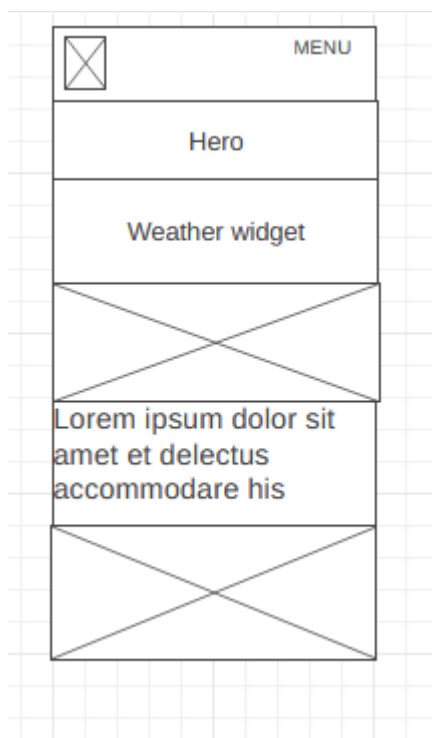 MENU
Hero
Weather widget
Lorem ipsum dolor sit
amet et delectus
accommodare his